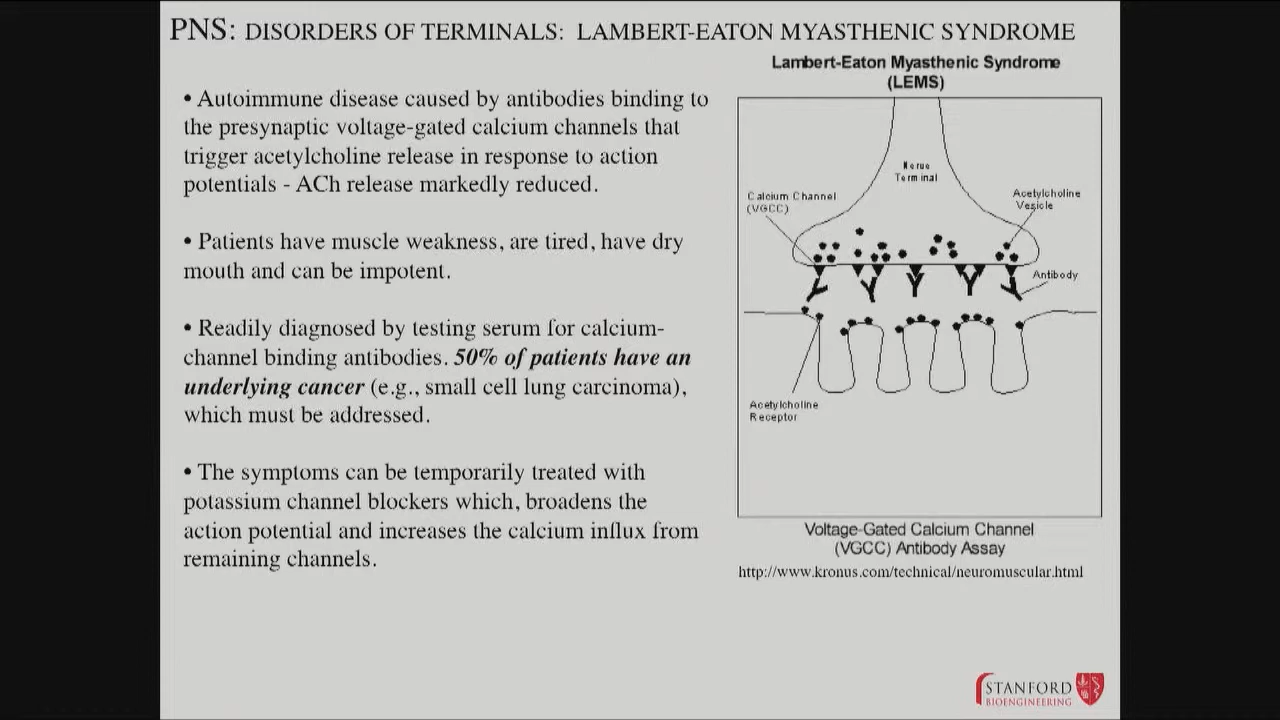 PNS: DISORDERS OF TERMINALS: LAMBERT-EATON MYASTHENIC SYNDROME
• Autoimmune disease caused by antibodies binding to
the presynaptic voltage-gated calcium channels that
trigger acetylcholine release in response to action
potentials - ACh release markedly reduced.
• Patients have muscle weakness, are tired, have dry
mouth and can be impotent.
• Readily diagnosed by testing serum for calcium-
channel binding antibodies. 50% of patients have an
underlying cancer (e.g., small cell lung carcinoma),
which must be addressed.
• The symptoms can be temporarily treated with
potassium channel blockers which, broadens the
action potential and increases the calcium influx from
remaining channels.
Lambert-Eaton Myasthenic Syndrome
(LEMS)
Nerve
Terminal
Calcium Channel
(VGCC)
Acetylcholine
Vesicle
Antibody
Acetylcholine
Receptor
Voltage-Gated Calcium Channel
(VGCC) Antibody Assay
http://www.kronus.com/technical/neuromuscular.html
STANFORD
BIOENGINEERING